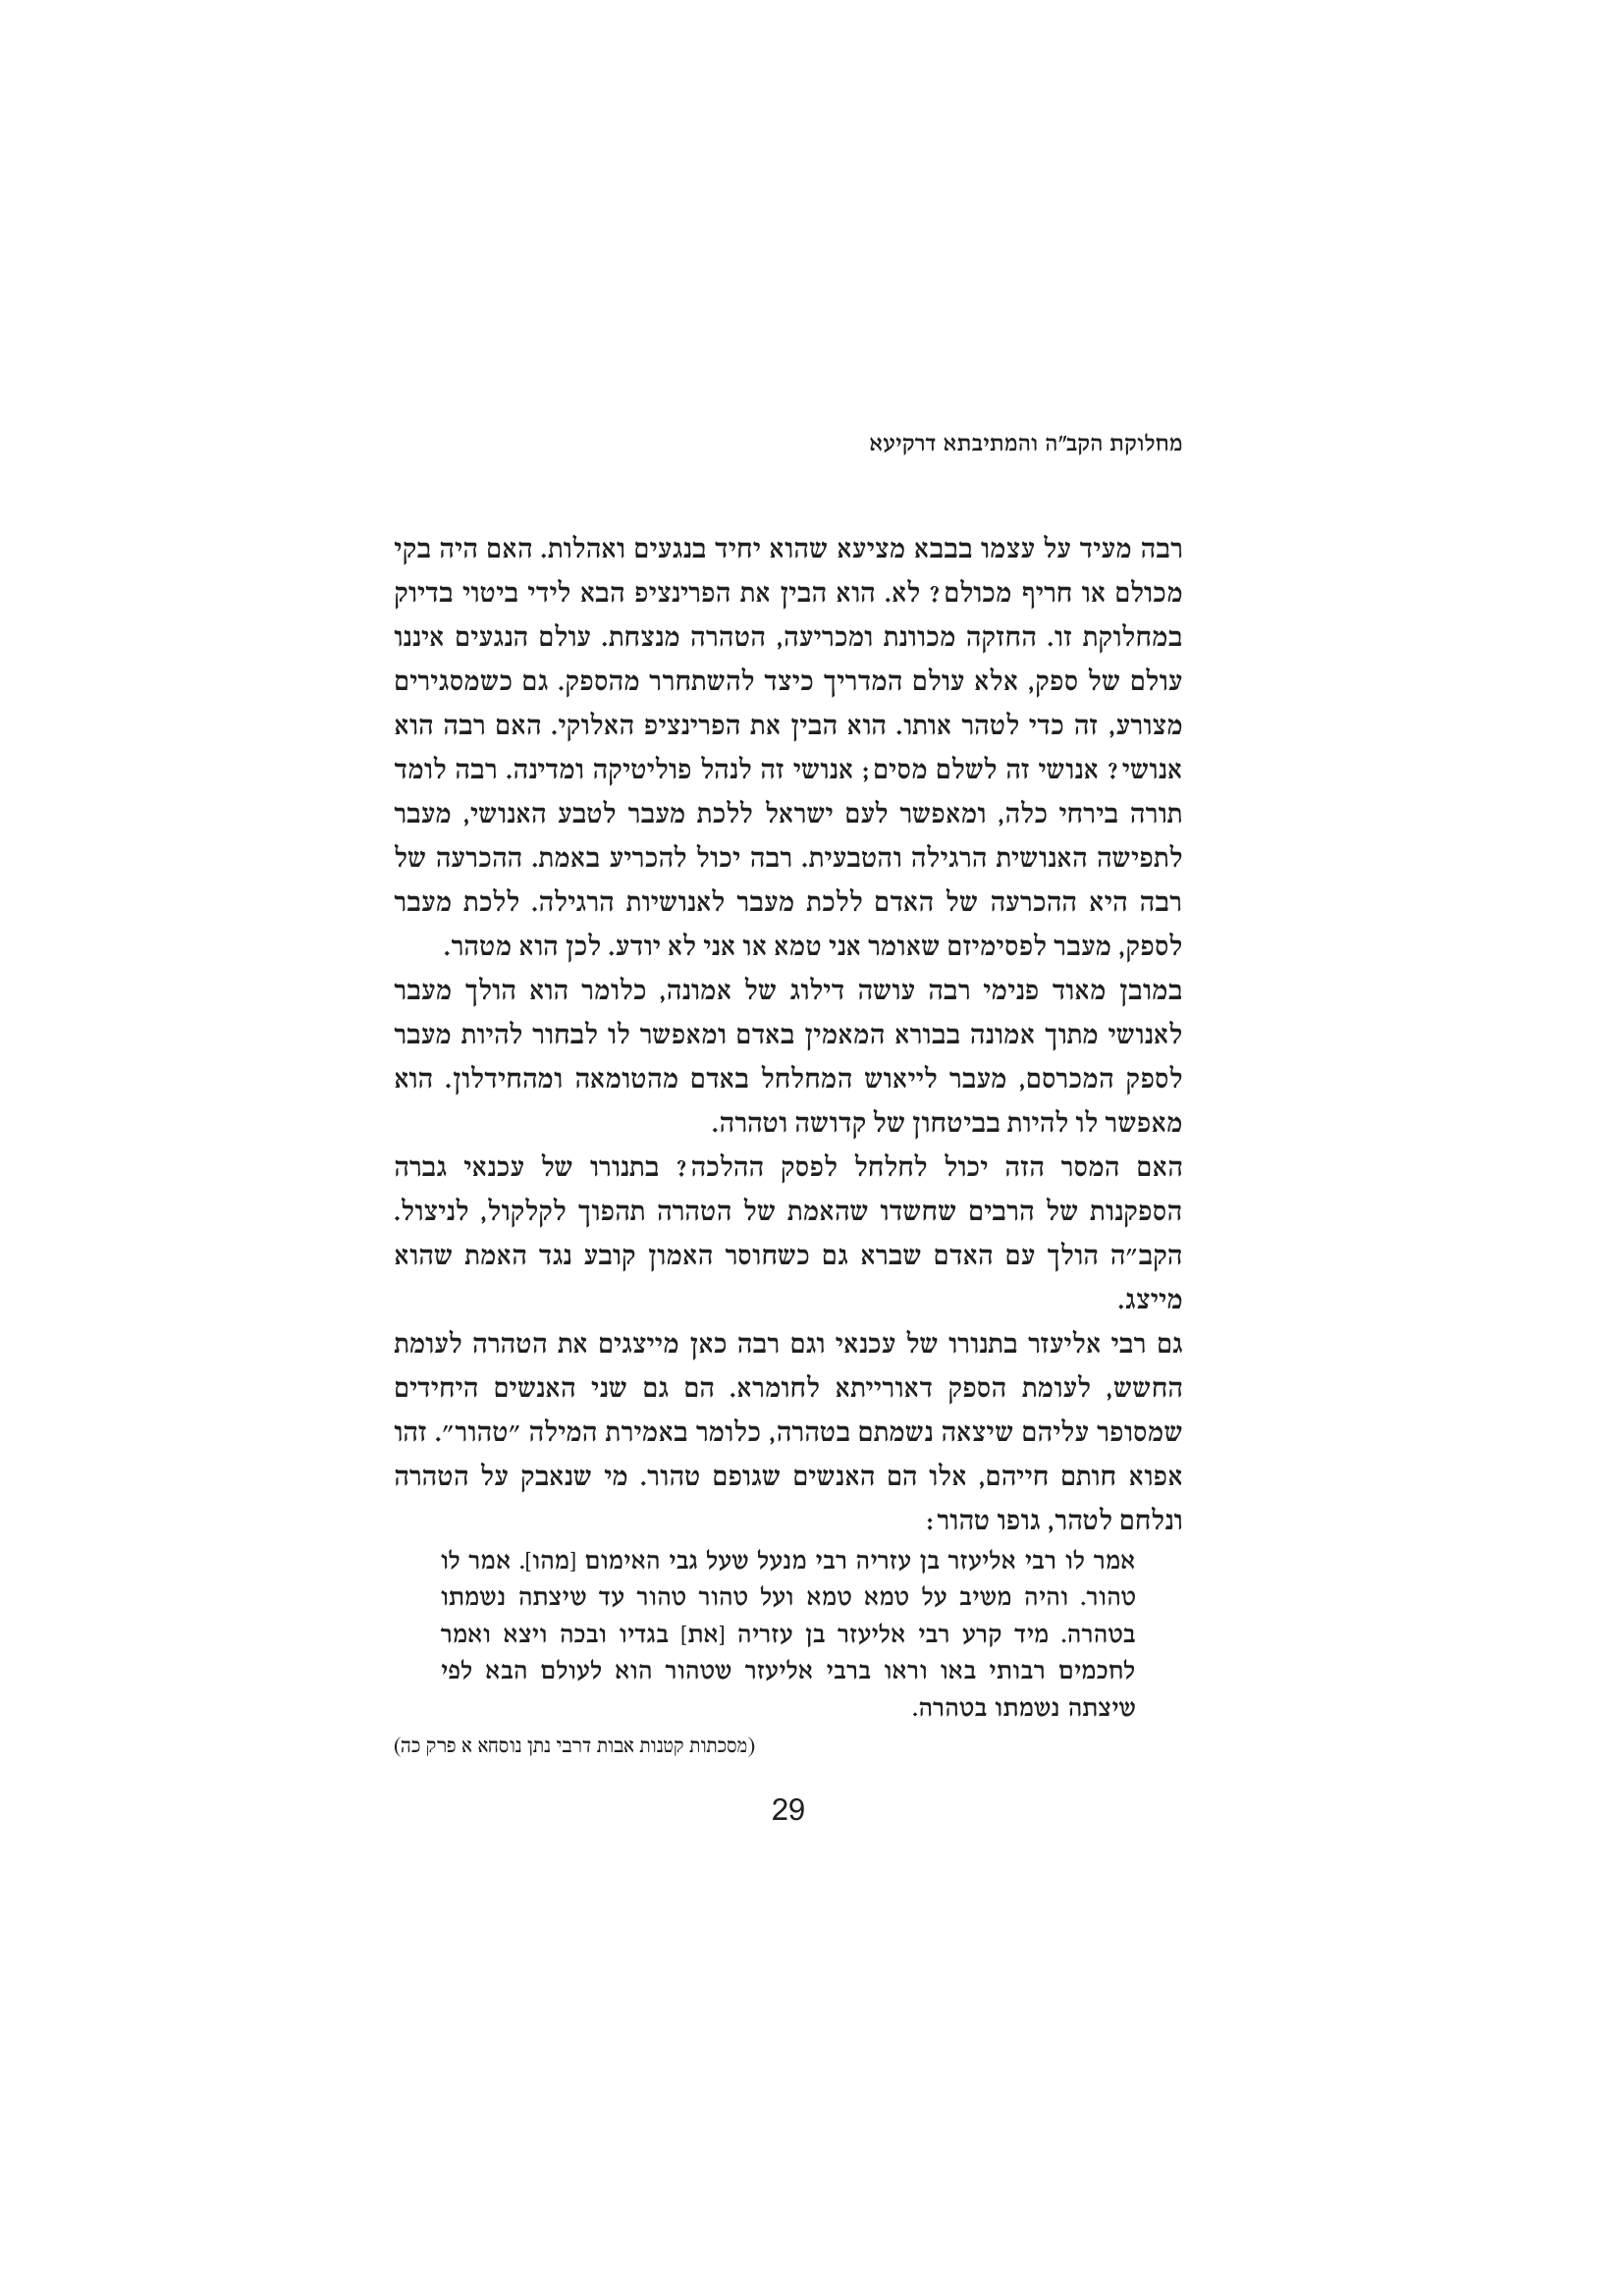 מחלוקת הקב״ה והמתיבתא דרקיעא
רבה מעיד על עצמו בבבא מציעא שהוא יחיד בנגעים ואהלות. האם היה בקי
מכולם או חריף מכולם? לא. הוא הבין את הפרינציפ הבא לידי ביטוי בדיוק
במחלוקת זו. החזקה מכוונת ומכריעה, הטהרה מנצחת. עולם הנגעים איננו
עולם של ספק, אלא עולם המדריך כיצד להשתחרר מהספק. גם כשמסגירים
מצורע, זה כדי לטהר אותו. הוא הבין את הפרינציפ האלוקי. האם רבה הוא
אנושי? אנושי זה לשלם מסים; אנושי זה לנהל פוליטיקה ומדינה. רבה לומד
תורה בירחי כלה, ומאפשר לעם ישראל ללכת מעבר לטבע האנושי, מעבר
לתפישה האנושית הרגילה והטבעית. רבה יכול להכריע באמת. ההכרעה של
רבה היא ההכרעה של האדם ללכת מעבר לאנושיות הרגילה. ללכת מעבר
לספק, מעבר לפסימיזם שאומר אני טמא או אני לא יודע. לכן הוא מטהר.
במובן מאוד פנימי רבה עושה דילוג של אמונה, כלומר הוא הולך מעבר
לאנושי מתוך אמונה בבורא המאמין באדם ומאפשר לו לבחור להיות מעבר
לספק המכרסם, מעבר לייאוש המחלחל באדם מהטומאה ומהחידלון. הוא
מאפשר לו להיות בביטחון של קדושה וטהרה.
האם המסר הזה יכול לחלחל לפסק ההלכה? בתנורו של עכנאי גברה
הספקנות של הרבים שחשדו שהאמת של הטהרה תהפוך לקלקול, לניצול.
הקב״ה הולך עם האדם שברא גם כשחוסר האמון קובע נגד האמת שהוא
מייצג.
גם רבי אליעזר בתנורו של עכנאי וגם רבה כאן מייצגים את הטהרה לעומת
החשש, לעומת הספק דאורייתא לחומרא. הם גם שני האנשים היחידים
שמסופר עליהם שיצאה נשמתם בטהרה, כלומר באמירת המילה ״טהור״. זהו
אפוא חותם חייהם, אלו הם האנשים שגופם טהור. מי שנאבק על הטהרה
ונלחם לטהר, גופו טהור:
אמר לו רבי אליעזר בן עזריה רבי מנעל שעל גבי האימום [מהו]. אמר לו
טהור. והיה משיב על טמא טמא ועל טהור טהור עד שיצתה נשמתו
בטהרה. מיד קרע רבי אליעזר בן עזריה [את] בגדיו ובכה ויצא ואמר
לחכמים רבותי באו וראו ברבי אליעזר שטהור הוא לעולם הבא לפי
שיצתה נשמתו בטהרה.
(מסכתות קטנות אבות דרבי נתן נוסחא א פרק כה)
29